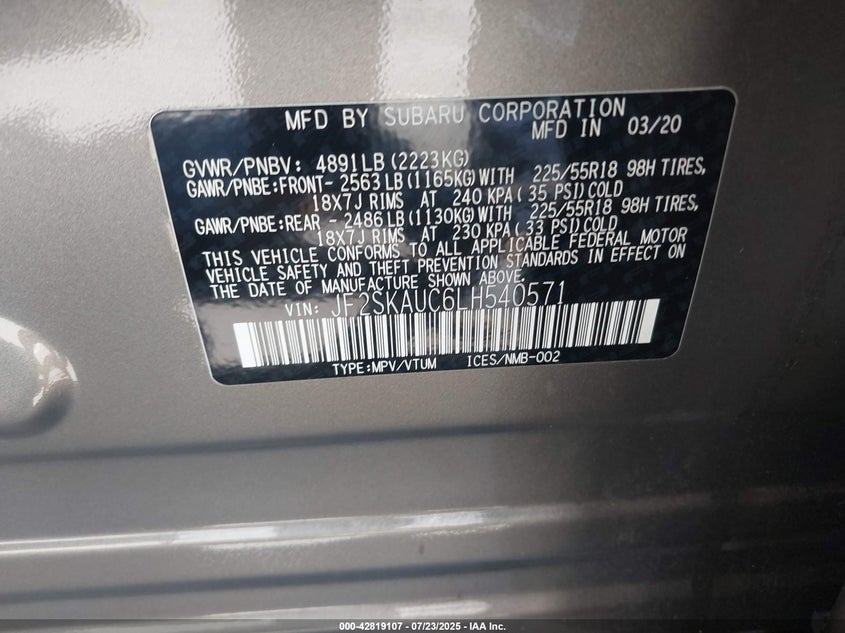 MFD BY SUBARU CORPORATION
MFD IN 03/20
GVWR/PNBV: 4891LB(2223KG)
GAWR/PNBE:FRONT- 2563LB(1165KG)WITH 225/55R18 98H TIRES,
18X7J RIMS AT 240 KPA( 35 PSI)COLD
GAWR/PNBE:REAR - 2486LB(1130KG)WITH 225/55R18 98H TIRES,
18X7J RIMS AT 230 KPA( 33 PSI)COLD
THIS VEHICLE CONFORMS TO ALL APPLICABLE FEDERAL MOTOR
VEHICLE SAFETY AND THEFT PREVENTION STANDARDS IN EFFECT ON
THE DATE OF MANUFACTURE SHOWN ABOVE.
VIN: JF2SKAUC6LH540571
TYPE:MPV/VTUM ICES/NMB-002
000-42819107 - 07/23/2025 - IAA Inc.